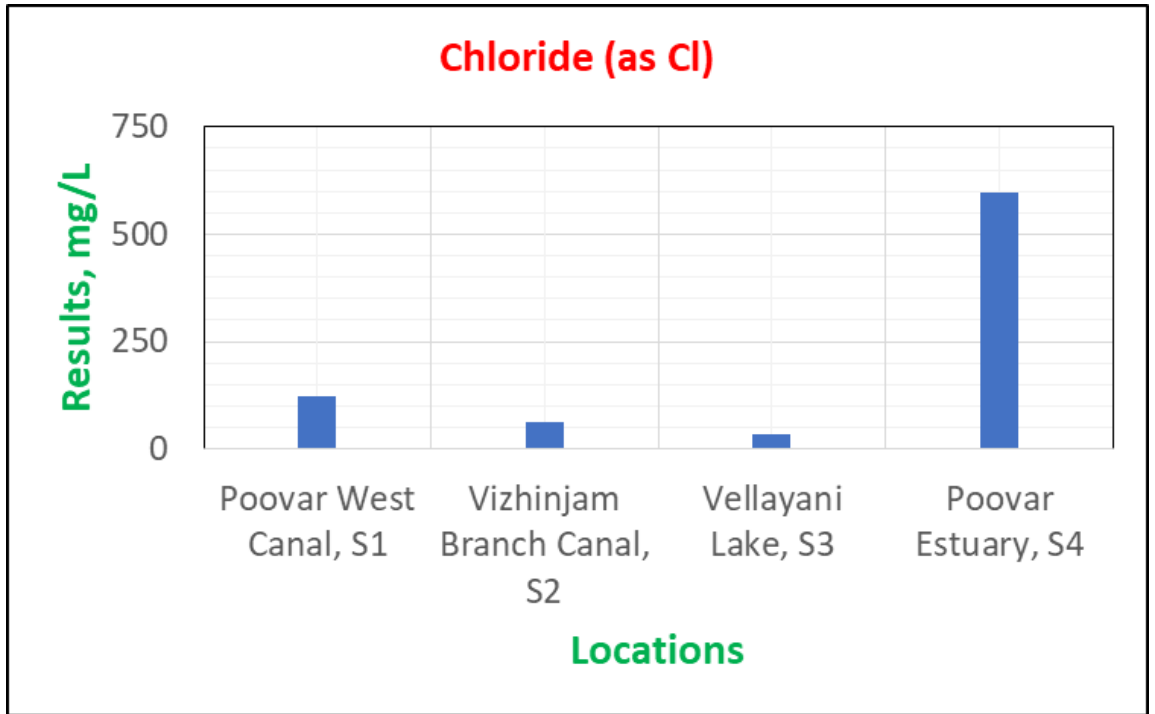 Chloride (as Cl)
Results, mg/L
750
500
250
0
Poovar West
Canal, S1
Vizhinjam
Branch Canal,
S2
Vellayani
Lake, S3
Poovar
Estuary, S4
Locations